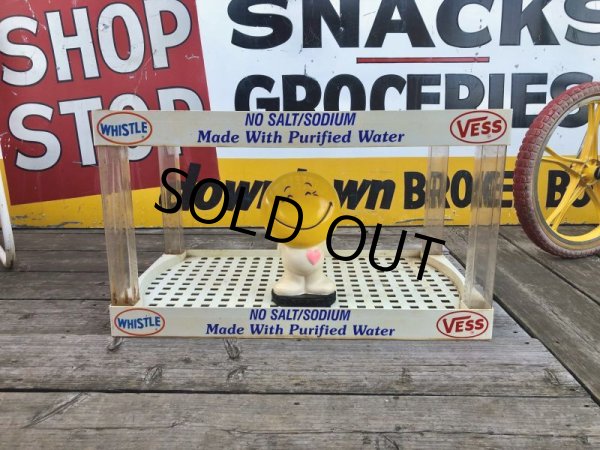 SHOP
STOP
SNACKS
GROCERIES
WHISTLE
NO SALT/SODIUM
Made With Purified Water
VESS
SOLD OUT
WHISTLE
NO SALT/SODIUM
Made With Purified Water
VESS